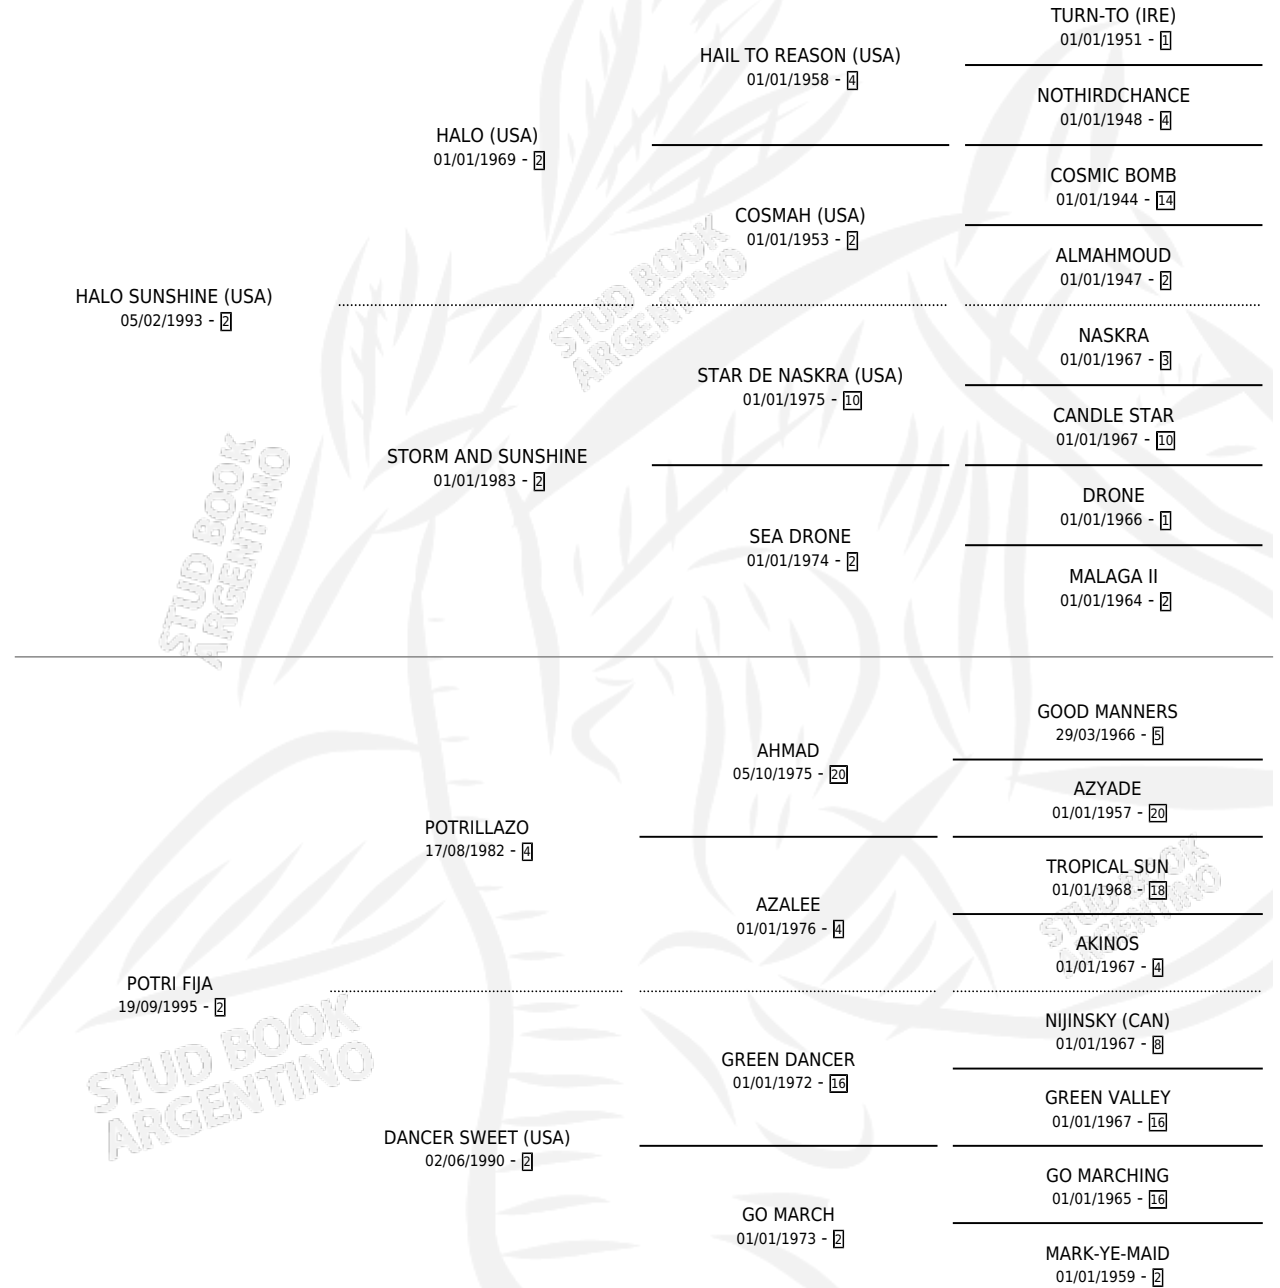 TURN-TO (IRE)
01/01/1951 - 1
HAIL TO REASON (USA)
01/01/1958 - 4
NOTHIRDCHANCE
01/01/1948 - 4
HALO (USA)
01/01/1969 - 2
COSMIC BOMB
01/01/1944 - 14
COSMAH (USA)
01/01/1953 - 2
ALMAHMOUD
01/01/1947 - 2
HALO SUNSHINE (USA)
05/02/1993 - 2
NASKRA
01/01/1967 - 3
STAR DE NASKRA (USA)
01/01/1975 - 10
CANDLE STAR
01/01/1967 - 10
STORM AND SUNSHINE
01/01/1983 - 2
DRONE
01/01/1966 - 1
SEA DRONE
01/01/1974 - 2
MALAGA II
01/01/1964 - 2
GOOD MANNERS
29/03/1966 - 5
AHMAD
05/10/1975 - 20
AZYADE
01/01/1957 - 20
POTRILLAZO
17/08/1982 - 4
TROPICAL SUN
01/01/1968 - 18
AZALEE
01/01/1976 - 4
AKINOS
01/01/1967 - 4
POTRI FIJA
19/09/1995 - 2
NIJINSKY (CAN)
01/01/1967 - 8
GREEN DANCER
01/01/1972 - 16
GREEN VALLEY
01/01/1967 - 16
DANCER SWEET (USA)
02/06/1990 - 2
GO MARCHING
01/01/1965 - 16
GO MARCH
01/01/1973 - 2
MARK-YE-MAID
01/01/1959 - 2
STUD BOOK
ARGENTINO
STUD BOOK
ARGENTINO
STUD BOOK
ARGENTINO
STUD BOOK
ARGENTINO